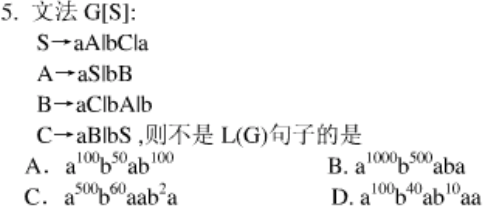 5. 文法 G[S]:
S→aA|bC|a
A→aS|bB
B→aC|bA|b
C→aB|bS ,则不是 L(G)句子的是
A. a¹⁰⁰b⁵⁰ab¹⁰⁰ B. a¹⁰⁰⁰b⁵⁰⁰aba
C. a⁵⁰⁰b⁶⁰aab²a D. a¹⁰⁰b⁴⁰ab¹⁰aa